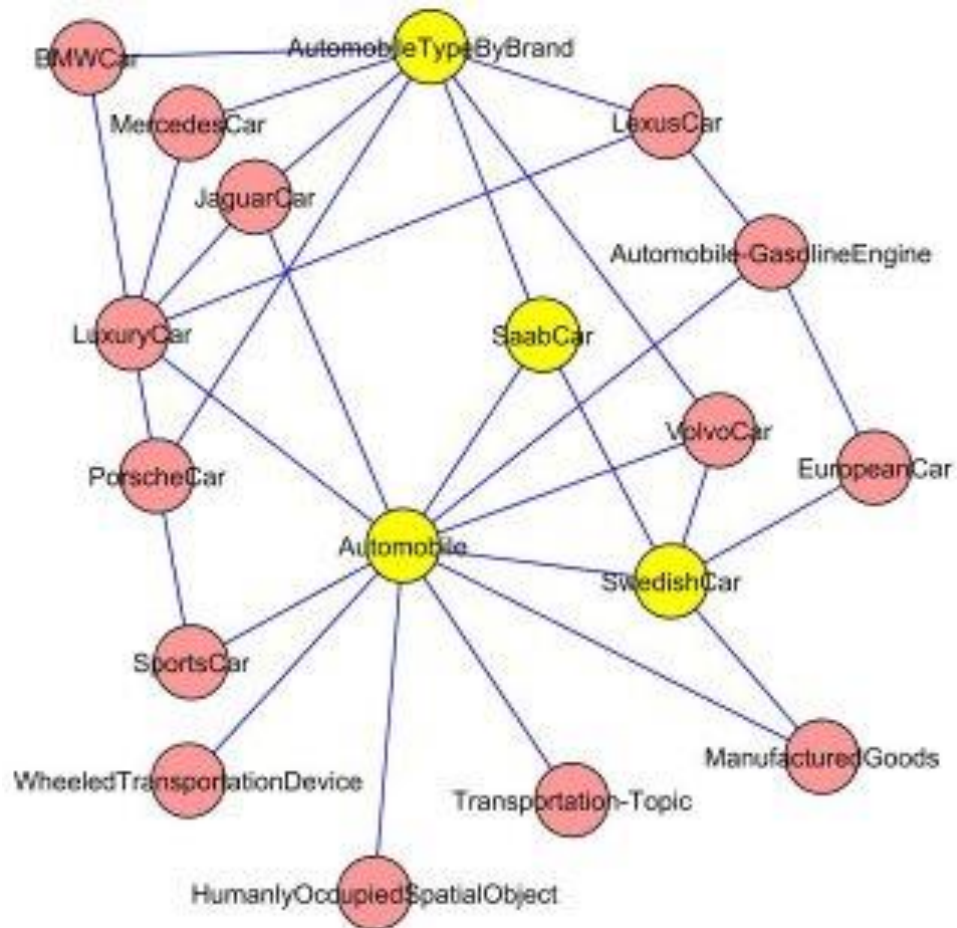 AutomobileTypeByBrand
BMWCar
MercedesCar
LexusCar
JaguarCar
Automobile-GasolineEngine
LuxuryCar
SaabCar
VolvoCar
EuropeanCar
PorscheCar
Automobile
SwedishCar
SportsCar
ManufacturedGoods
WheeledTransportationDevice
Transportation-Topic
HumanlyOccupiedSpatialObject